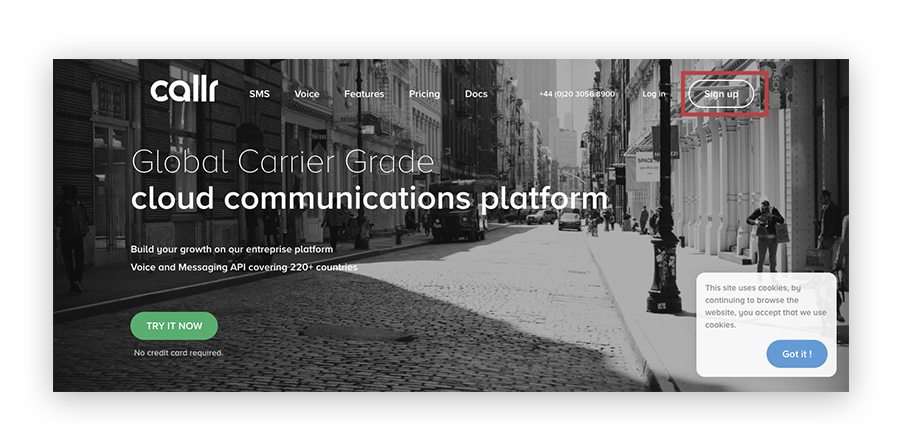 callr
SMS Voice Features Pricing Docs +44 (0)20 3056 8900 Log in Sign up
Global Carrier Grade
cloud communications platform
Build your growth on our entreprise platform
Voice and Messaging API covering 220+ countries
TRY IT NOW
No credit card required.
SPACE
This site uses cookies, by
continuing to browse the
website, you accept that we use
cookies.
Got it !